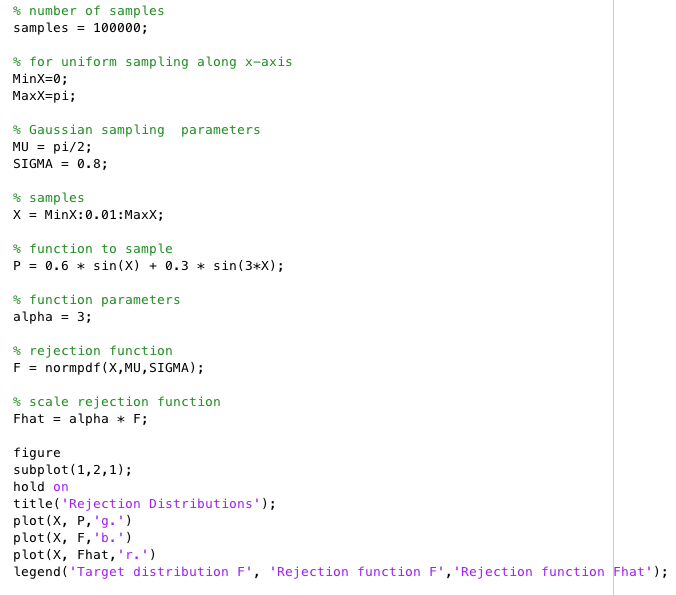 % number of samples
samples = 100000;
% for uniform sampling along x-axis
MinX=0;
MaxX=pi;
% Gaussian sampling  parameters
MU = pi/2;
SIGMA = 0.8;
% samples
X = MinX:0.01:MaxX;
% function to sample
P = 0.6 * sin(X) + 0.3 * sin(3*X);
% function parameters
alpha = 3;
% rejection function
F = normpdf(X,MU,SIGMA);
% scale rejection function
Fhat = alpha * F;
figure
subplot(1,2,1);
hold on
title('Rejection Distributions');
plot(X, P,'g.')
plot(X, F,'b.')
plot(X, Fhat,'r.')
legend('Target distribution F', 'Rejection function F','Rejection function Fhat');